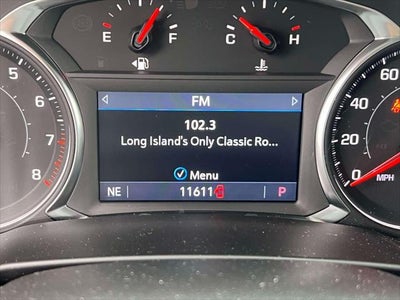 E F C H
FM
102.3
Long Island's Only Classic Ro...
Menu
NE 11611 P
5
6
7
8
60
40
20
0 MPH